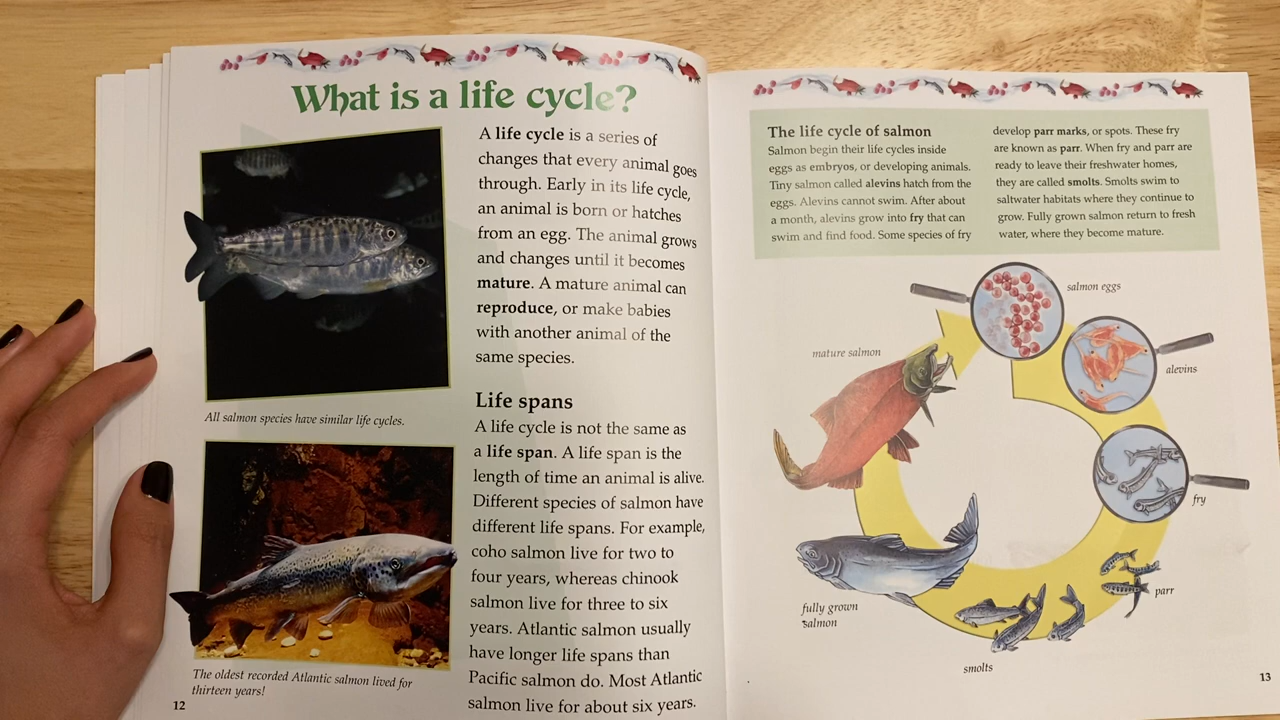 What is a life cycle?
A life cycle is a series of
changes that every animal goes
through. Early in its life cycle,
an animal is born or hatches
from an egg. The animal grows
and changes until it becomes
mature. A mature animal can
reproduce, or make babies
with another animal of the
same species.
All salmon species have similar life cycles.
Life spans
A life cycle is not the same as
a life span. A life span is the
length of time an animal is alive.
Different species of salmon have
different life spans. For example,
coho salmon live for two to
four years, whereas chinook
salmon live for three to six
years. Atlantic salmon usually
have longer life spans than
Pacific salmon do. Most Atlantic
salmon live for about six years.
The oldest recorded Atlantic salmon lived for
thirteen years!
12
The life cycle of salmon
Salmon begin their life cycles inside
eggs as embryos, or developing animals.
Tiny salmon called alevins hatch from the
eggs. Alevins cannot swim. After about
a month, alevins grow into fry that can
swim and find food. Some species of fry
develop parr marks, or spots. These fry
are known as parr. When fry and parr are
ready to leave their freshwater homes,
they are called smolts. Smolts swim to
saltwater habitats where they continue to
grow. Fully grown salmon return to fresh
water, where they become mature.
salmon eggs
alevins
fry
parr
smolts
fully grown
salmon
mature salmon
13